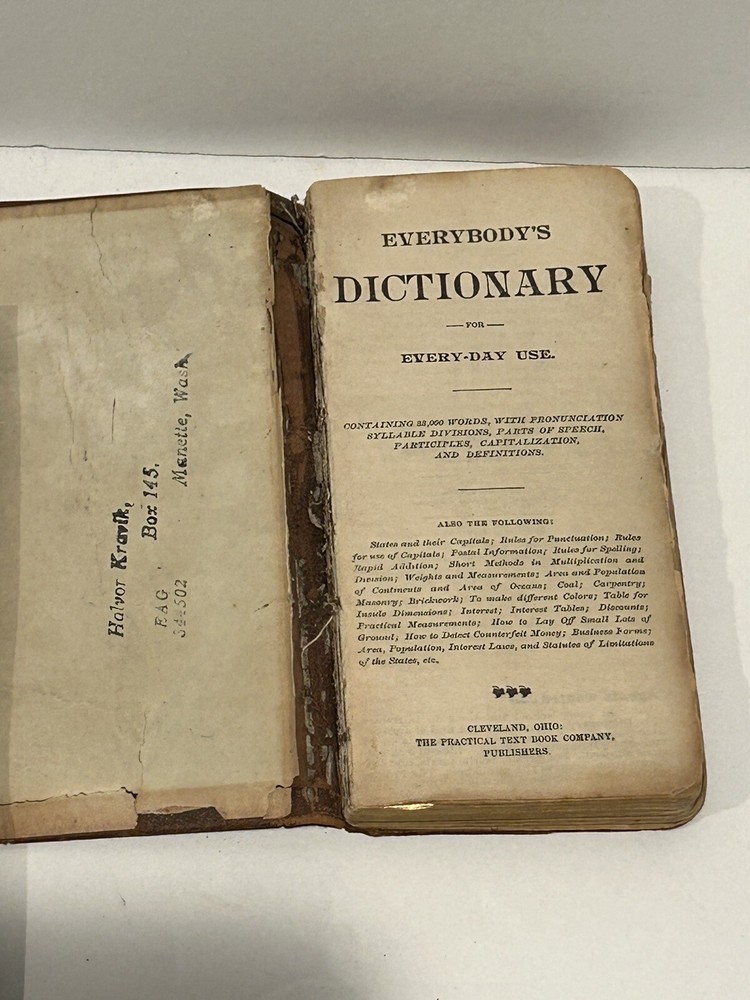 Halvor Kravik,
Box 145,
Manette, Wash
EAG
344502
EVERYBODY'S
DICTIONARY
— FOR —
EVERY-DAY USE.
CONTAINING 33,000 WORDS, WITH PRONUNCIATION
SYLLABLE DIVISIONS, PARTS OF SPEECH,
PARTICIPLES, CAPITALIZATION,
AND DEFINITIONS.
ALSO THE FOLLOWING:
States and their Capitals; Rules for Punctuation; Rules
for use of Capitals; Postal Information; Rules for Spelling;
Rapid Addition; Short Methods in Multiplication and
Division; Weights and Measurements; Area and Population
of Continents and Area of Oceans; Coal; Carpentry;
Masonry; Brickwork; To make different Colors; Table for
Inside Dimensions; Interest; Interest Tables; Discounts;
Practical Measurements; How to Lay Off Small Lots of
Ground; How to Detect Counterfeit Money; Business Forms;
Area, Population, Interest Laws, and Statutes of Limitations
of the States, etc.
CLEVELAND, OHIO:
THE PRACTICAL TEXT BOOK COMPANY,
PUBLISHERS.